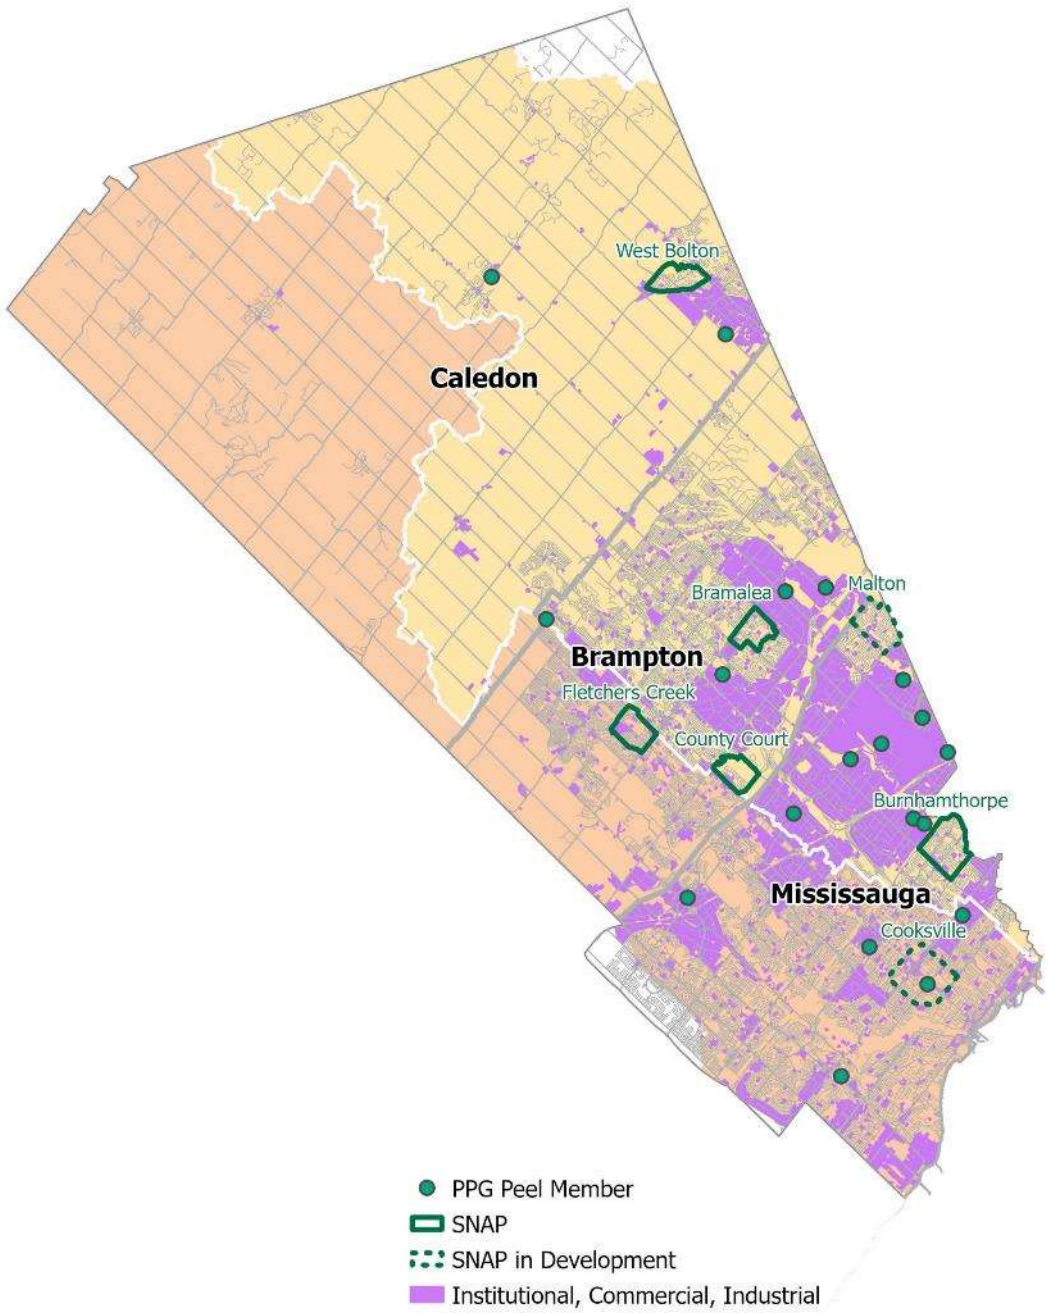 West Bolton
Caledon
Malton
Bramalea
Brampton
Fletchers Creek
County Court
Burnhamthorpe
Mississauga
Cooksville
PPG Peel Member
SNAP
SNAP in Development
Institutional, Commercial, Industrial